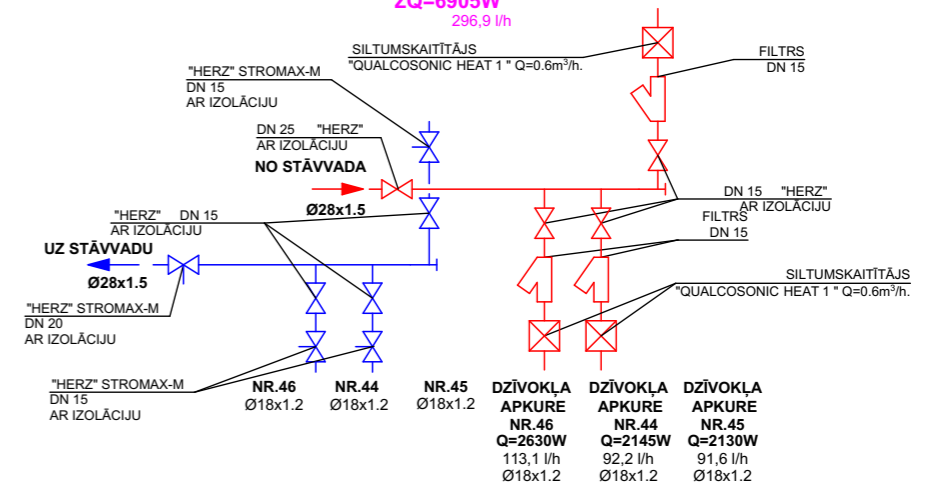 ZQ=6905W
296,9 l/h
SILTUMSKAITĪTĀJS
"QUALCOSONIC HEAT 1 " Q=0.6m³/h.
FILTRS
DN 15
"HERZ" STROMAX-M
DN 15
AR IZOLĀCIJU
DN 25 "HERZ"
AR IZOLĀCIJU
NO STĀVVADA
Ø28x1.5
DN 15 "HERZ"
AR IZOLĀCIJU
FILTRS
DN 15
"HERZ" DN 15
AR IZOLĀCIJU
UZ STĀVVADU
Ø28x1.5
SILTUMSKAITĪTĀJS
"QUALCOSONIC HEAT 1 " Q=0.6m³/h.
"HERZ" STROMAX-M
DN 20
AR IZOLĀCIJU
"HERZ" STROMAX-M
DN 15
AR IZOLĀCIJU
NR.46
Ø18x1.2
NR.44
Ø18x1.2
NR.45
Ø18x1.2
DZĪVOKĻA
APKURE
NR.46
Q=2630W
113,1 l/h
Ø18x1.2
DZĪVOKĻA
APKURE
NR.44
Q=2145W
92,2 l/h
Ø18x1.2
DZĪVOKĻA
APKURE
NR.45
Q=2130W
91,6 l/h
Ø18x1.2